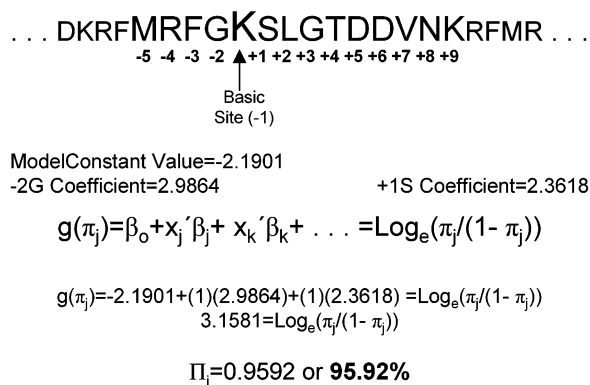 . . . DKRFMRFGKSLGTDDVNKRFMR . . .
-5 -4 -3 -2 +1 +2 +3 +4 +5 +6 +7 +8 +9
Basic
Site (-1)
ModelConstant Value=-2.1901
-2G Coefficient=2.9864 +1S Coefficient=2.3618
g(πj)=βo+xj´βj+ xk´βk+ . . . =Loge(πj/(1- πj))
g(πj)=-2.1901+(1)(2.9864)+(1)(2.3618) =Loge(πj/(1- πj))
3.1581=Loge(πj/(1- πj))
Πj=0.9592 or 95.92%